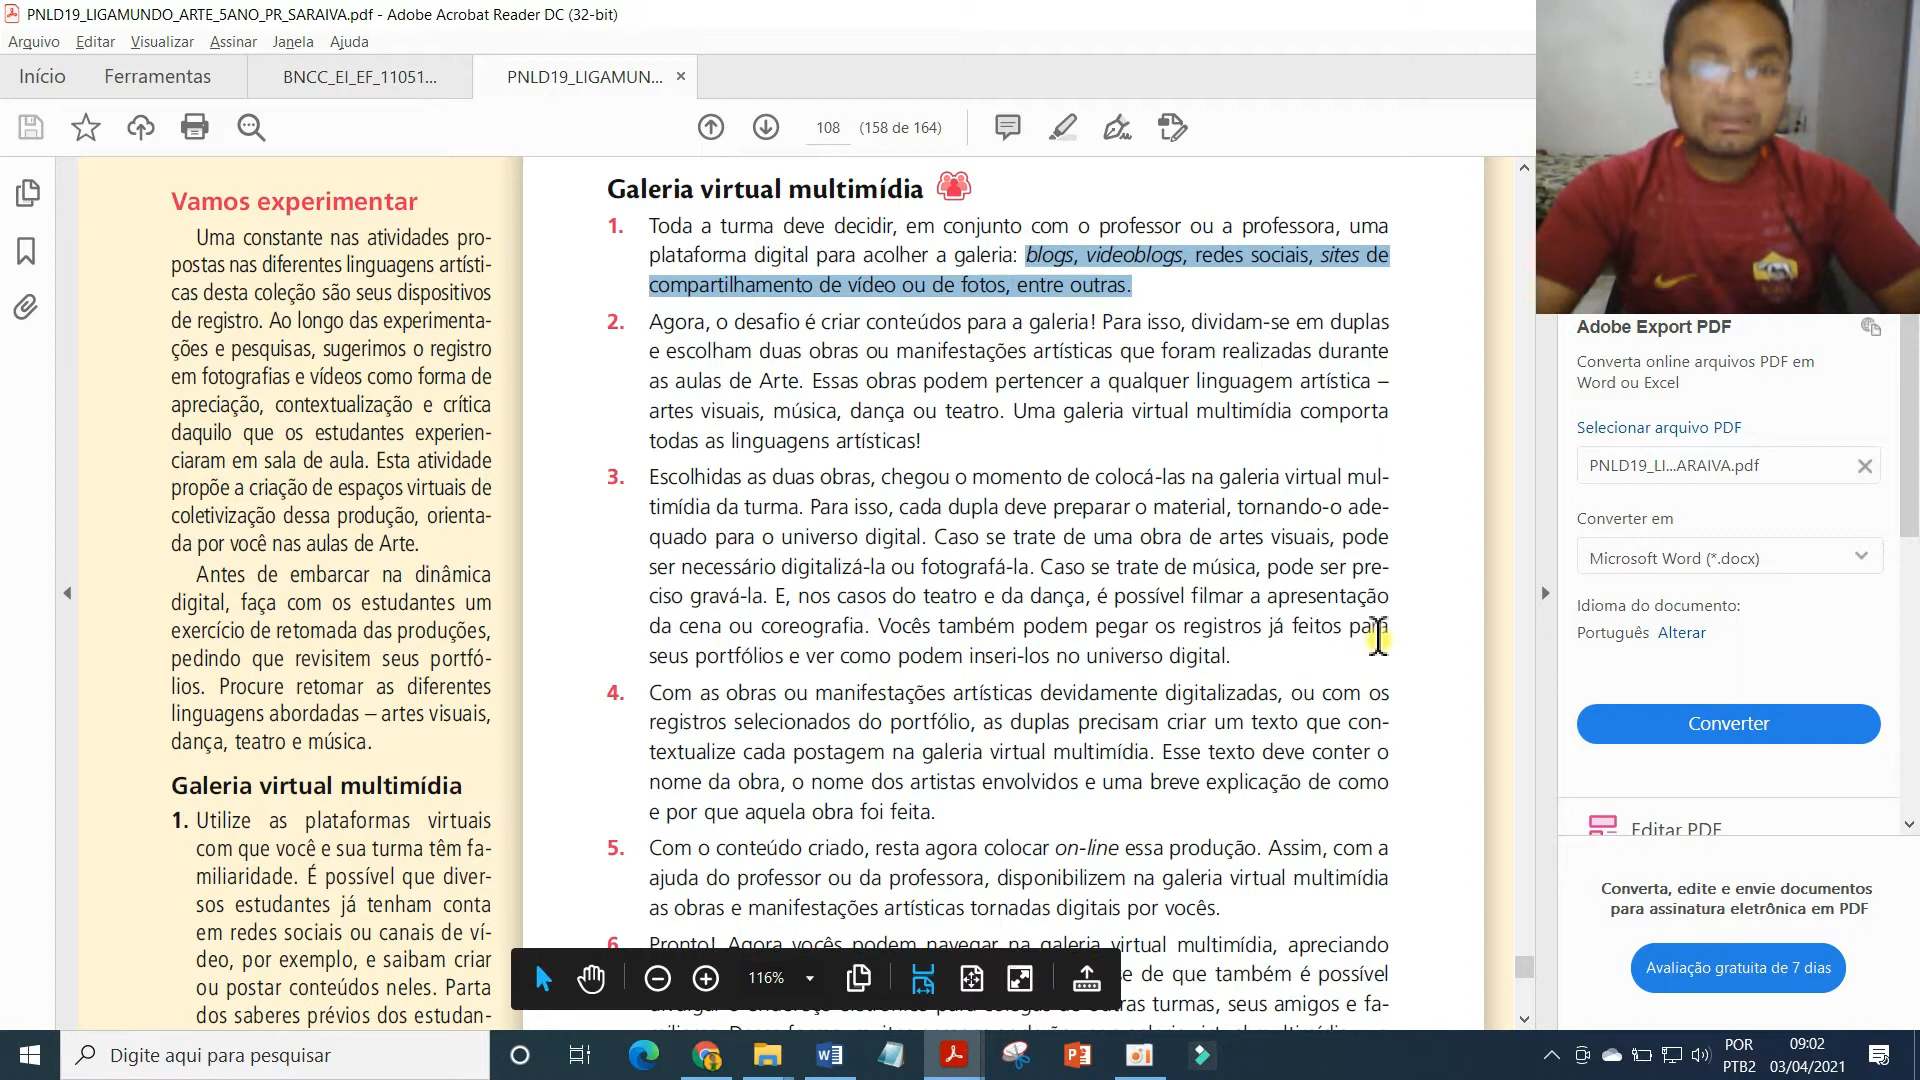 PNLD19_LIGAMUNDO_ARTE_5ANO_PR_SARAIVA.pdf - Adobe Acrobat Reader DC (32-bit)
Arquivo Editar Visualizar Assinar Janela Ajuda
Início Ferramentas BNCC_EI_EF_11051... PNLD19_LIGAMUN...
108 (158 de 164)
Vamos experimentar
Uma constante nas atividades pro-
postas nas diferentes linguagens artísti-
cas desta coleção são seus dispositivos
de registro. Ao longo das experimenta-
ções e pesquisas, sugerimos o registro
em fotografias e vídeos como forma de
apreciação, contextualização e crítica
daquilo que os estudantes experien-
ciaram em sala de aula. Esta atividade
propõe a criação de espaços virtuais de
coletivização dessa produção, orienta-
da por você nas aulas de Arte.
Antes de embarcar na dinâmica
digital, faça com os estudantes um
exercício de retomada das produções,
pedindo que revisitem seus portfó-
lios. Procure retomar as diferentes
linguagens abordadas – artes visuais,
dança, teatro e música.
Galeria virtual multimídia
1. Utilize as plataformas virtuais
com que você e sua turma têm fa-
miliaridade. É possível que diver-
sos estudantes já tenham conta
em redes sociais ou canais de ví-
deo, por exemplo, e saibam criar
ou postar conteúdos neles. Parta
dos saberes prévios dos estudan-
Galeria virtual multimídia
1. Toda a turma deve decidir, em conjunto com o professor ou a professora, uma
plataforma digital para acolher a galeria: blogs, videoblogs, redes sociais, sites de
compartilhamento de vídeo ou de fotos, entre outras.
2. Agora, o desafio é criar conteúdos para a galeria! Para isso, dividam-se em duplas
e escolham duas obras ou manifestações artísticas que foram realizadas durante
as aulas de Arte. Essas obras podem pertencer a qualquer linguagem artística –
artes visuais, música, dança ou teatro. Uma galeria virtual multimídia comporta
todas as linguagens artísticas!
3. Escolhidas as duas obras, chegou o momento de colocá-las na galeria virtual mul-
timídia da turma. Para isso, cada dupla deve preparar o material, tornando-o ade-
quado para o universo digital. Caso se trate de uma obra de artes visuais, pode
ser necessário digitalizá-la ou fotografá-la. Caso se trate de música, pode ser pre-
ciso gravá-la. E, nos casos do teatro e da dança, é possível filmar a apresentação
da cena ou coreografia. Vocês também podem pegar os registros já feitos para
seus portfólios e ver como podem inseri-los no universo digital.
4. Com as obras ou manifestações artísticas devidamente digitalizadas, ou com os
registros selecionados do portfólio, as duplas precisam criar um texto que con-
textualize cada postagem na galeria virtual multimídia. Esse texto deve conter o
nome da obra, o nome dos artistas envolvidos e uma breve explicação de como
e por que aquela obra foi feita.
5. Com o conteúdo criado, resta agora colocar on-line essa produção. Assim, com a
ajuda do professor ou da professora, disponibilizem na galeria virtual multimídia
as obras e manifestações artísticas tornadas digitais por vocês.
6. Pronto! Agora vocês podem navegar na galeria virtual multimídia, apreciando
de que também é possível
turmas, seus amigos e fa-
116%
Adobe Export PDF
Converta online arquivos PDF em
Word ou Excel
Selecionar arquivo PDF
PNLD19_LI...ARAIVA.pdf
Converter em
Microsoft Word (*.docx)
Idioma do documento:
Português Alterar
Converter
Editar PDF
Converta, edite e envie documentos
para assinatura eletrônica em PDF
Avaliação gratuita de 7 dias
Digite aqui para pesquisar
POR
PTB2
09:02
03/04/2021